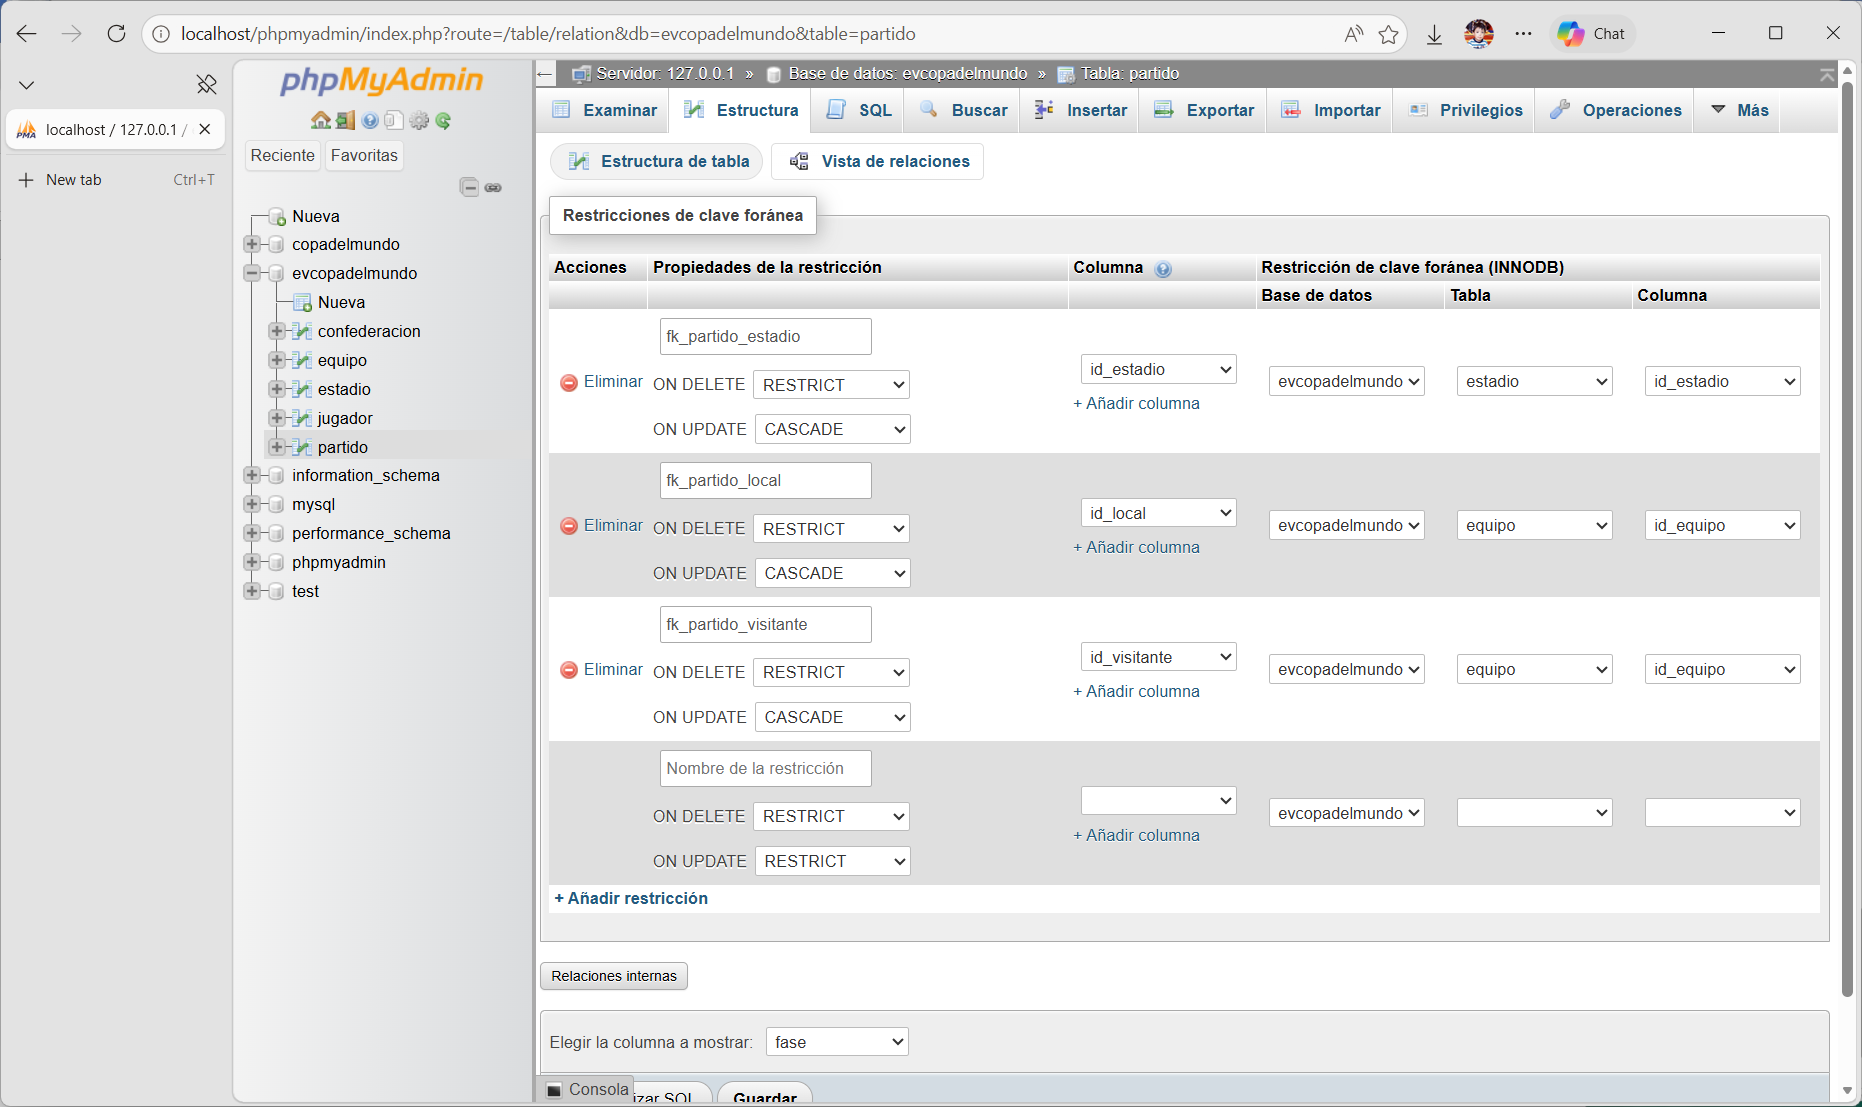 localhost/phpmyadmin/index.php?route=/table/relation&db=evcopadelmundo&table=partido
Chat
localhost / 127.0.0.1 /
New tab
Ctrl+T
phpMyAdmin
Reciente
Favoritas
Nueva
copadelmundo
evcopadelmundo
Nueva
confederacion
equipo
estadio
jugador
partido
information_schema
mysql
performance_schema
phpmyadmin
test
Servidor: 127.0.0.1 » Base de datos: evcopadelmundo » Tabla: partido
Examinar
Estructura
SQL
Buscar
Insertar
Exportar
Importar
Privilegios
Operaciones
Más
Estructura de tabla
Vista de relaciones
Restricciones de clave foránea
Acciones
Propiedades de la restricción
Columna
Restricción de clave foránea (INNODB)
Base de datos
Tabla
Columna
fk_partido_estadio
Eliminar
ON DELETE RESTRICT
ON UPDATE CASCADE
id_estadio
+ Añadir columna
evcopadelmundo
estadio
id_estadio
fk_partido_local
Eliminar
ON DELETE RESTRICT
ON UPDATE CASCADE
id_local
+ Añadir columna
evcopadelmundo
equipo
id_equipo
fk_partido_visitante
Eliminar
ON DELETE RESTRICT
ON UPDATE CASCADE
id_visitante
+ Añadir columna
evcopadelmundo
equipo
id_equipo
Nombre de la restricción
ON DELETE RESTRICT
ON UPDATE RESTRICT
+ Añadir columna
evcopadelmundo
+ Añadir restricción
Relaciones internas
Elegir la columna a mostrar: fase
Consola
izar SQL
Guardar